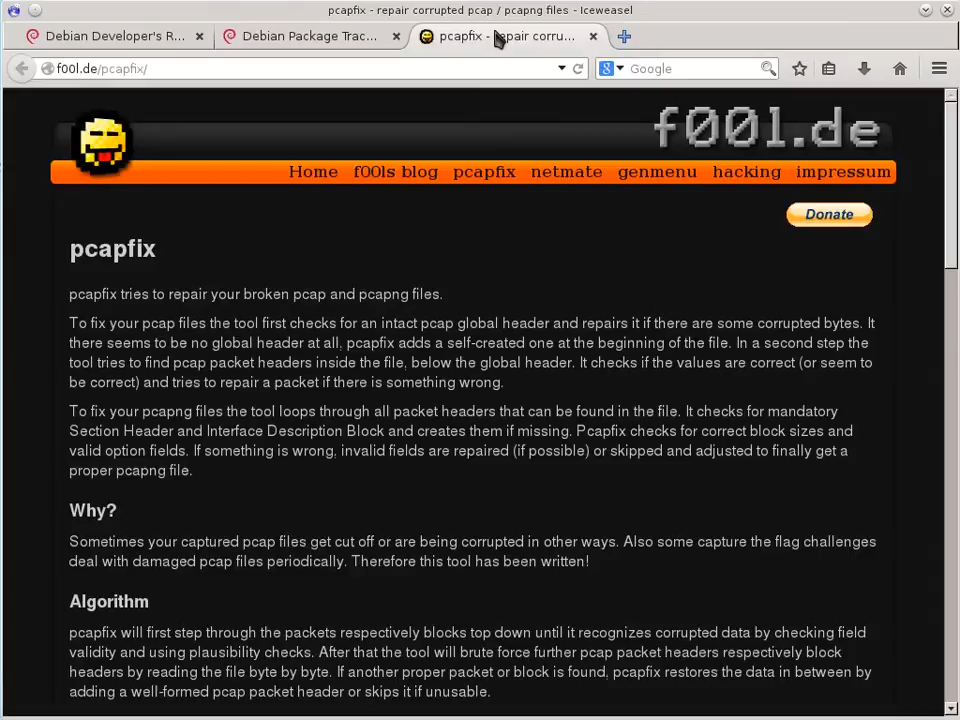 pcapfix - repair corrupted pcap / pcapng files - Iceweasel
Debian Developer's R...
Debian Package Trac...
pcapfix - repair corru...
f00l.de/pcapfix/
Google
f00l.de
Home f00ls blog pcapfix netmate genmenu hacking impressum
Donate
pcapfix
pcapfix tries to repair your broken pcap and pcapng files.
To fix your pcap files the tool first checks for an intact pcap global header and repairs it if there are some corrupted bytes. It
there seems to be no global header at all, pcapfix adds a self-created one at the beginning of the file. In a second step the
tool tries to find pcap packet headers inside the file, below the global header. It checks if the values are correct (or seem to
be correct) and tries to repair a packet if there is something wrong.
To fix your pcapng files the tool loops through all packet headers that can be found in the file. It checks for mandatory
Section Header and Interface Description Block and creates them if missing. Pcapfix checks for correct block sizes and
valid option fields. If something is wrong, invalid fields are repaired (if possible) or skipped and adjusted to finally get a
proper pcapng file.
Why?
Sometimes your captured pcap files get cut off or are being corrupted in other ways. Also some capture the flag challenges
deal with damaged pcap files periodically. Therefore this tool has been written!
Algorithm
pcapfix will first step through the packets respectively blocks top down until it recognizes corrupted data by checking field
validity and using plausibility checks. After that the tool will brute force further pcap packet headers respectively block
headers by reading the file byte by byte. If another proper packet or block is found, pcapfix restores the data in between by
adding a well-formed pcap packet header or skips it if unusable.